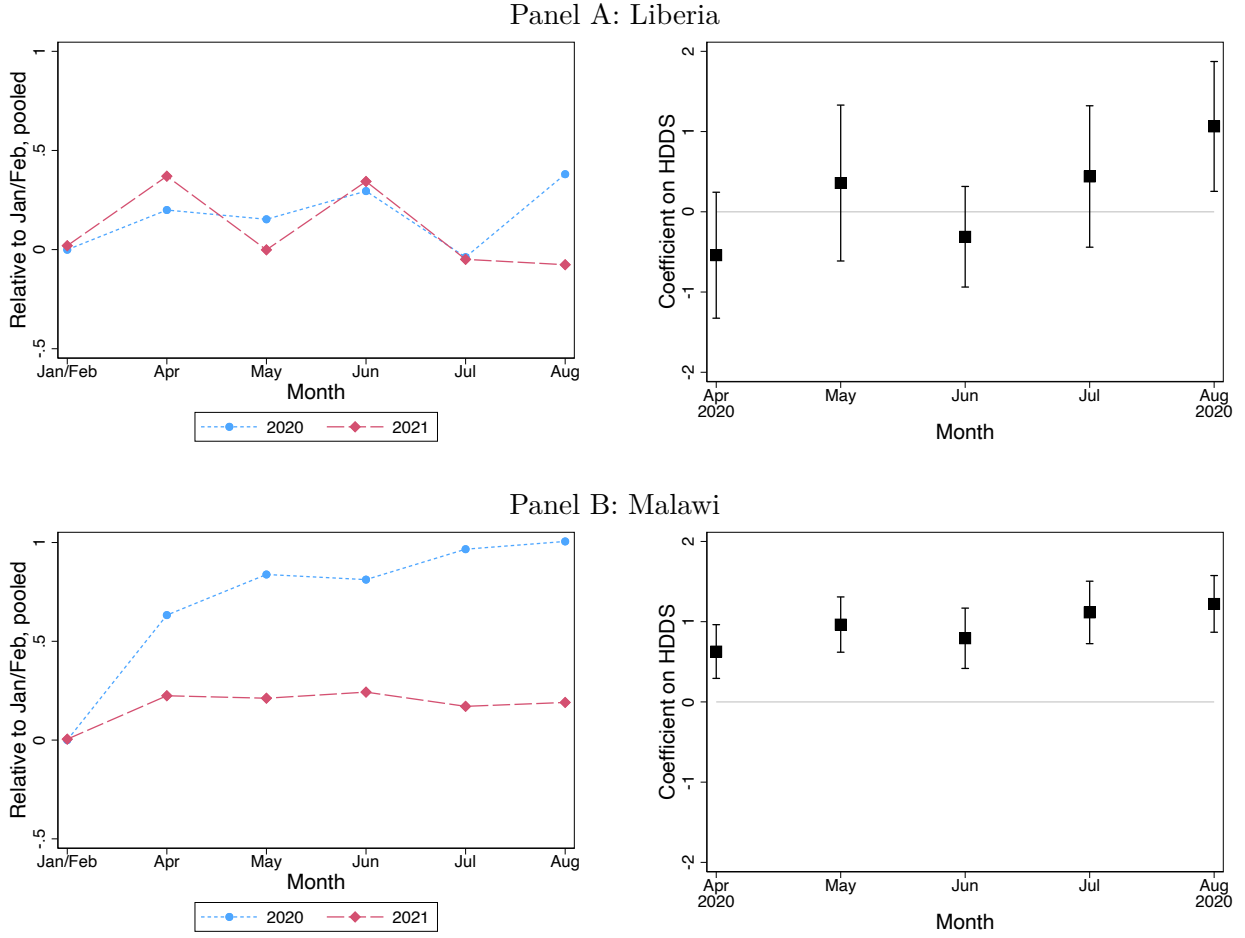 Panel A: Liberia
Relative to Jan/Feb, pooled
1
.5
0
-.5
Jan/Feb Apr May Jun Jul Aug
Month
2020 2021
Coefficient on HDDS
2
1
0
-1
-2
Apr May Jun Jul Aug
2020 2020
Month
Panel B: Malawi
Relative to Jan/Feb, pooled
1
.5
0
-.5
Jan/Feb Apr May Jun Jul Aug
Month
2020 2021
Coefficient on HDDS
2
1
0
-1
-2
Apr May Jun Jul Aug
2020 2020
Month